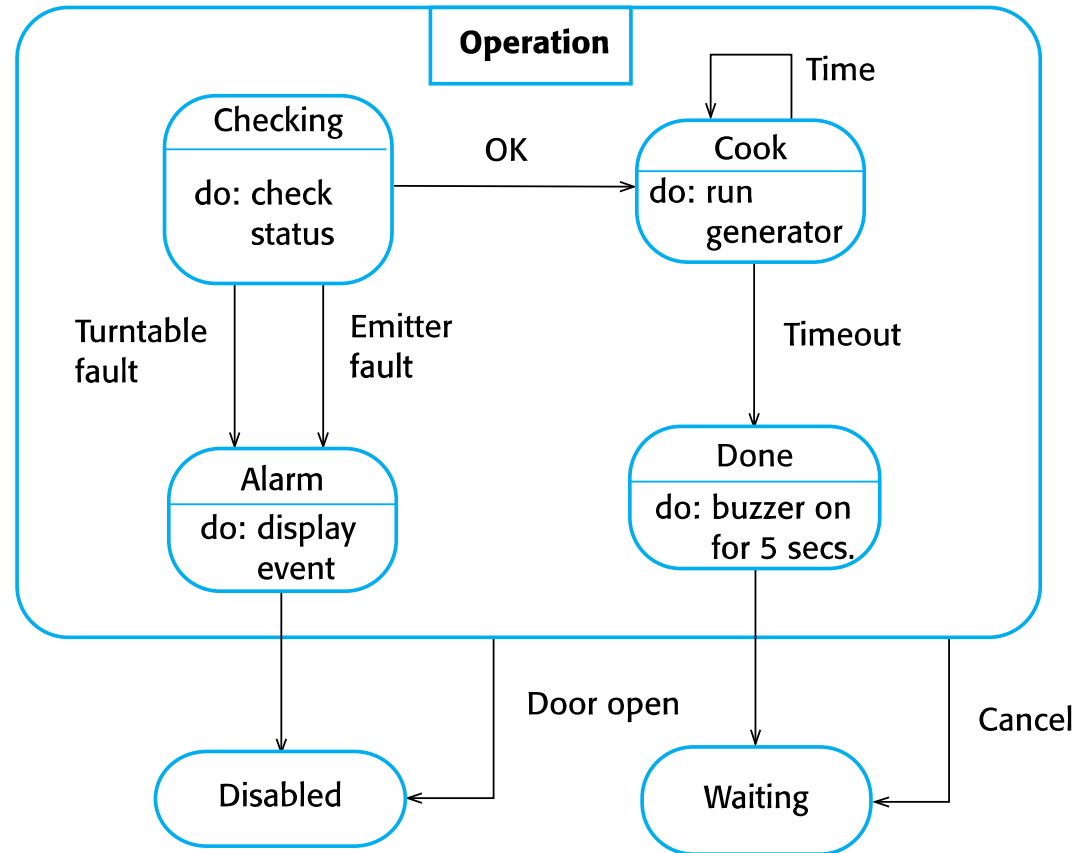 Operation
Time
Checking
OK
Cook
do: check
status
do: run
generator
Turntable
fault
Emitter
fault
Timeout
Alarm
do: display
event
Done
do: buzzer on
for 5 secs.
Door open
Cancel
Disabled
Waiting